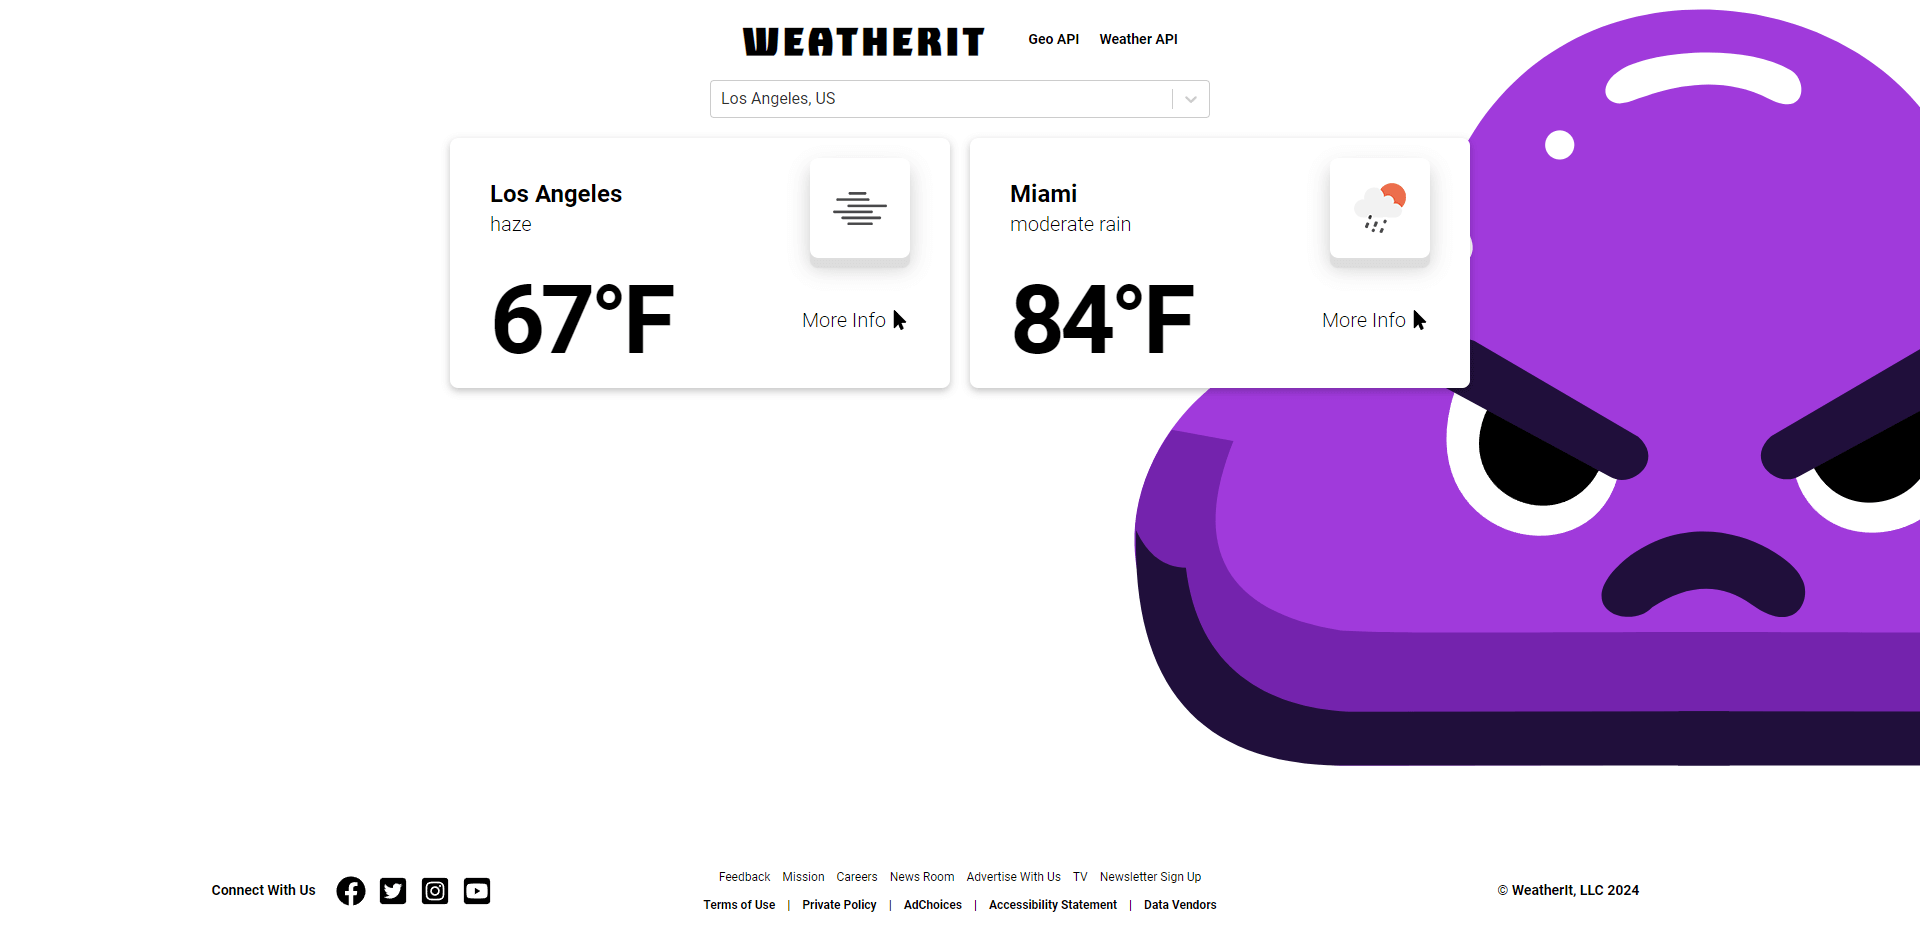 WEATHERIT
Geo API Weather API
Los Angeles, US
Los Angeles
haze
67°F
More Info
Miami
moderate rain
84°F
More Info
Connect With Us
Feedback Mission Careers News Room Advertise With Us TV Newsletter Sign Up
Terms of Use | Private Policy | AdChoices | Accessibility Statement | Data Vendors
© WeatherIt, LLC 2024